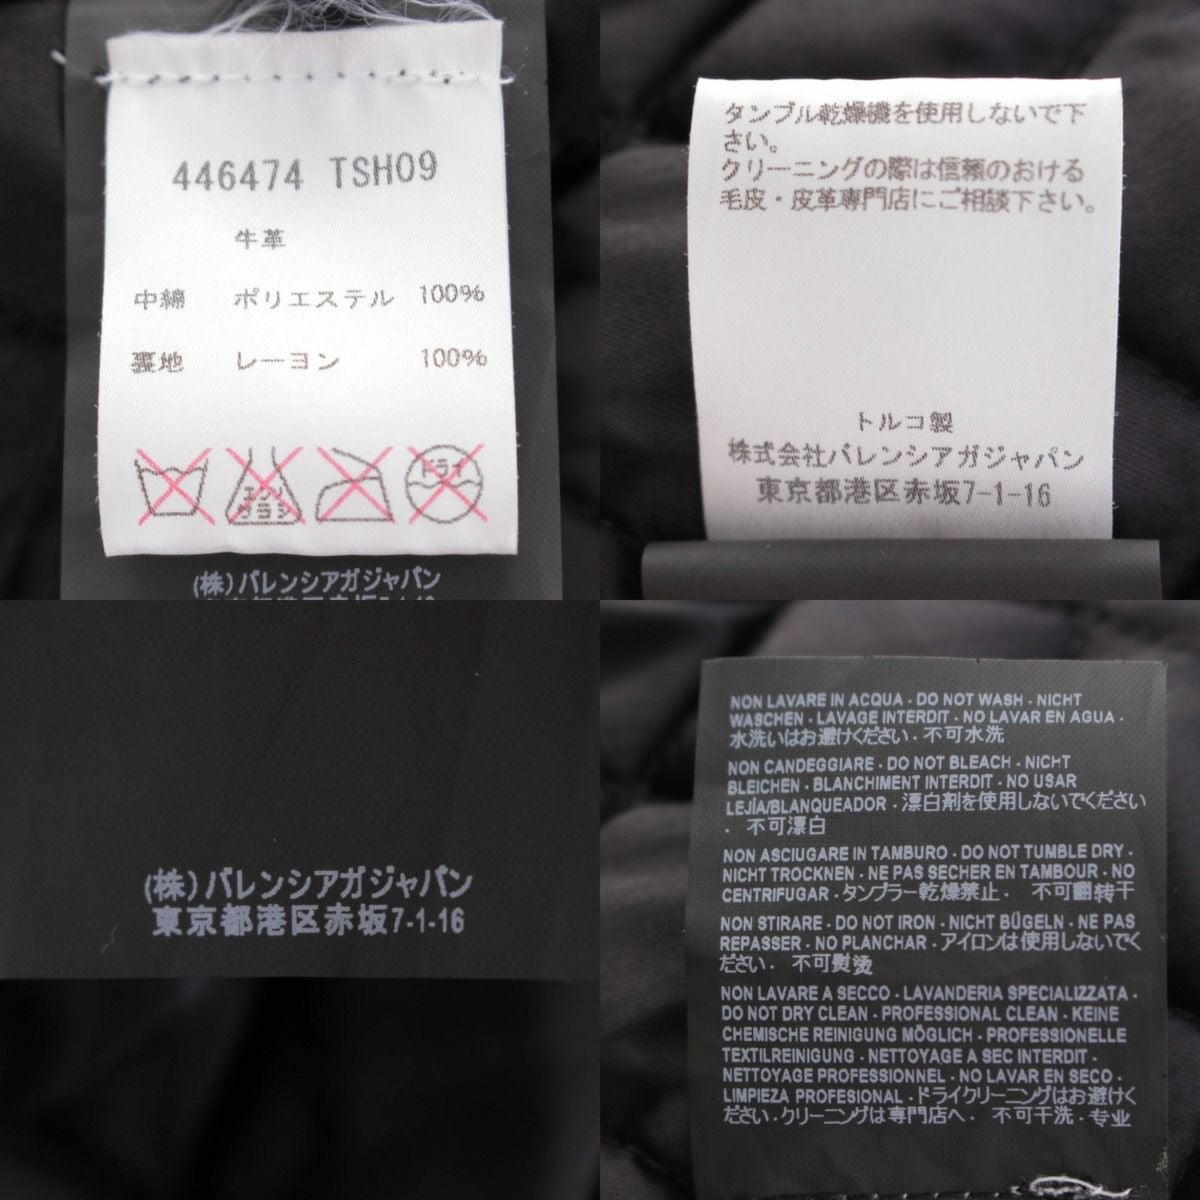 446474 TSH09
牛革
中綿 ポリエステル 100%
裏地 レーヨン 100%
エンソ
サラシ
ドライ
(株)バレンシアガジャパン
タンブル乾燥機を使用しないで下
さい。
クリーニングの際は信頼のおける
毛皮・皮革専門店にご相談下さい。
トルコ製
株式会社バレンシアガジャパン
東京都港区赤坂7-1-16
(株)バレンシアガジャパン
東京都港区赤坂7-1-16
NON LAVARE IN ACQUA - DO NOT WASH - NICHT
WASCHEN - LAVAGE INTERDIT - NO LAVAR EN AGUA -
水洗いはお避けください - 不可水洗
NON CANDEGGIARE - DO NOT BLEACH - NICHT
BLEICHEN - BLANCHIMENT INTERDIT - NO USAR
LEJÍA/BLANQUEADOR - 漂白剤を使用しないでください
- 不可漂白
NON ASCIUGARE IN TAMBURO - DO NOT TUMBLE DRY -
NICHT TROCKNEN - NE PAS SECHER EN TAMBOUR - NO
CENTRIFUGAR - タンブラー乾燥禁止 - 不可翻转干
NON STIRARE - DO NOT IRON - NICHT BÜGELN - NE PAS
REPASSER - NO PLANCHAR - アイロンは使用しないでく
ださい - 不可熨烫
NON LAVARE A SECCO - LAVANDERIA SPECIALIZZATA -
DO NOT DRY CLEAN - PROFESSIONAL CLEAN - KEINE
CHEMISCHE REINIGUNG MÖGLICH - PROFESSIONELLE
TEXTILREINIGUNG - NETTOYAGE A SEC INTERDIT -
NETTOYAGE PROFESSIONNEL - NO LAVAR EN SECO -
LIMPIEZA PROFESIONAL - ドライクリーニングはお避けく
ださい - クリーニングは専門店へ - 不可干洗 - 专业